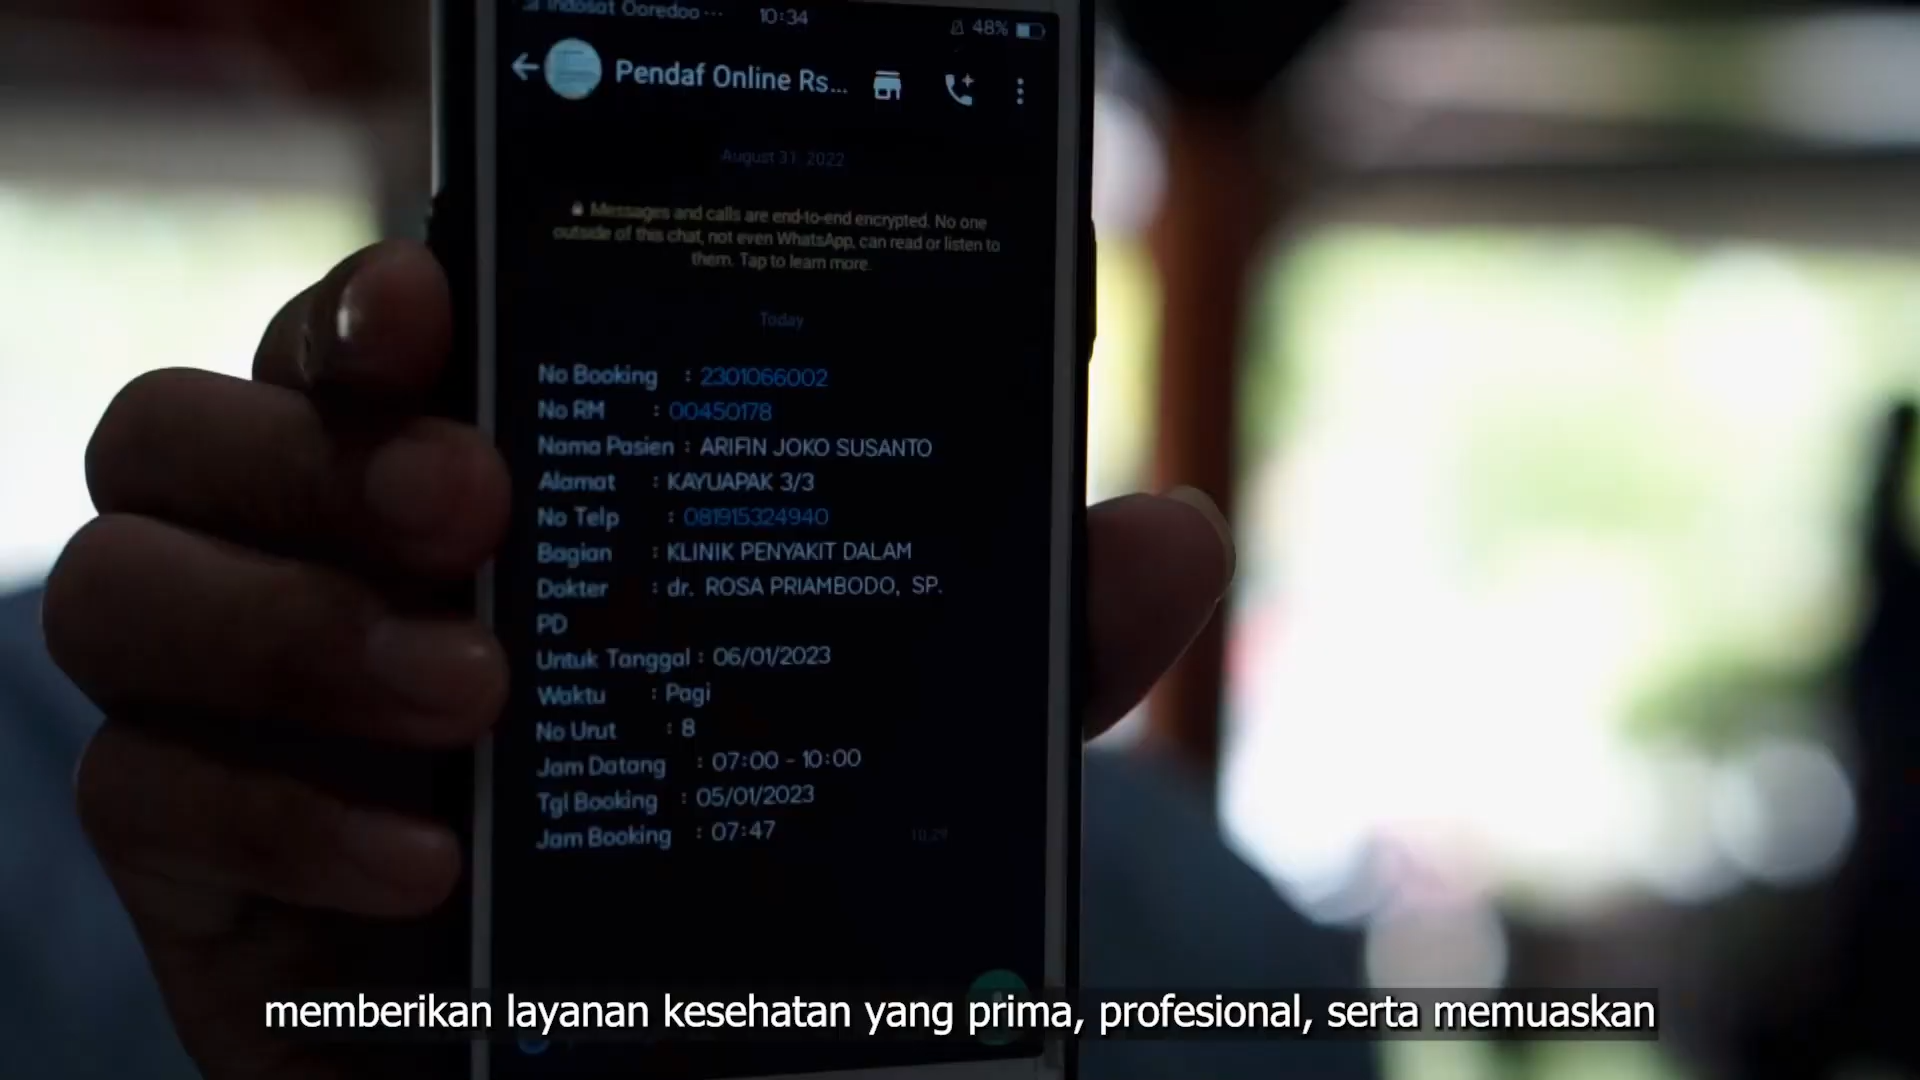 Indosat Ooredoo ... 10:34 48%
Pendaf Online Rs...
August 31, 2022
Messages and calls are end-to-end encrypted. No one
outside of this chat, not even WhatsApp, can read or listen to
them. Tap to learn more.
Today
No Booking : 2301066002
No RM : 00450178
Nama Pasien : ARIFIN JOKO SUSANTO
Alamat : KAYUAPAK 3/3
No Telp : 081915324940
Bagian : KLINIK PENYAKIT DALAM
Dokter : dr. ROSA PRIAMBODO, SP.
PD
Untuk Tanggal : 06/01/2023
Waktu : Pagi
No Urut : 8
Jam Datang : 07:00 - 10:00
Tgl Booking : 05/01/2023
Jam Booking : 07:47
10.29
memberikan layanan kesehatan yang prima, profesional, serta memuaskan